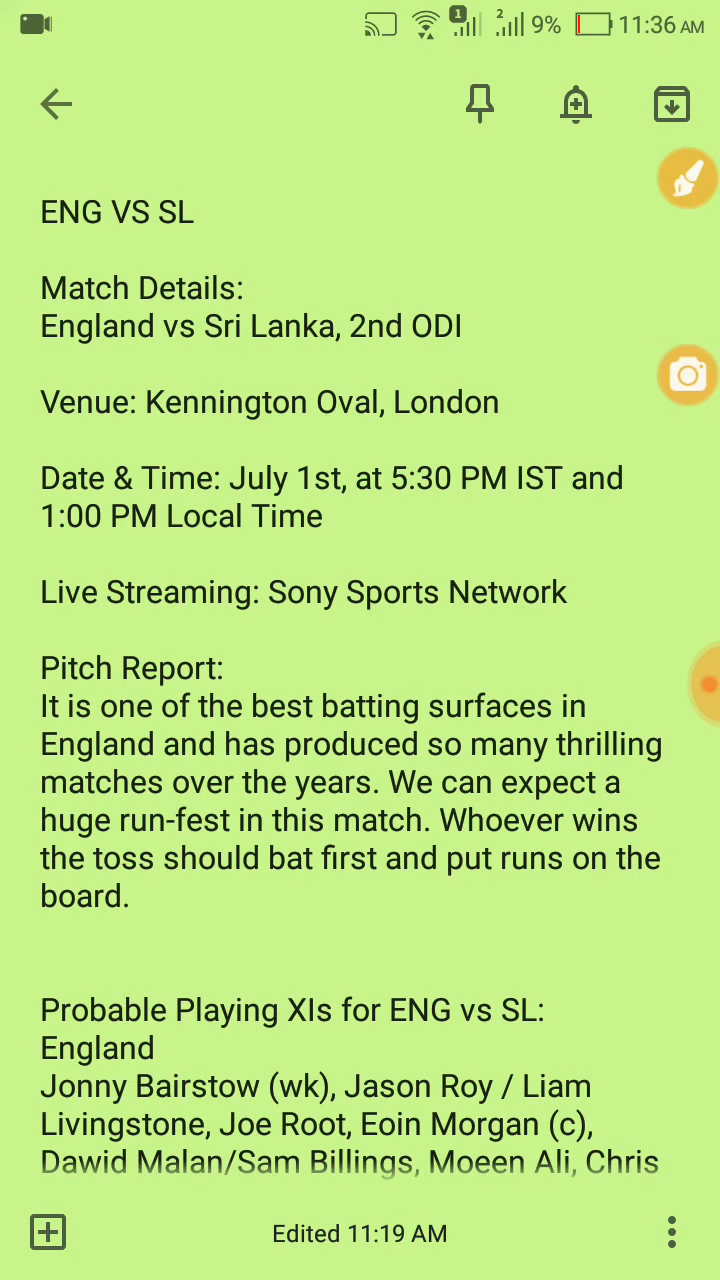 1 2 9% 11:36 AM
ENG VS SL
Match Details:
England vs Sri Lanka, 2nd ODI
Venue: Kennington Oval, London
Date & Time: July 1st, at 5:30 PM IST and
1:00 PM Local Time
Live Streaming: Sony Sports Network
Pitch Report:
It is one of the best batting surfaces in
England and has produced so many thrilling
matches over the years. We can expect a
huge run-fest in this match. Whoever wins
the toss should bat first and put runs on the
board.
Probable Playing XIs for ENG vs SL:
England
Jonny Bairstow (wk), Jason Roy / Liam
Livingstone, Joe Root, Eoin Morgan (c),
Dawid Malan/Sam Billings, Moeen Ali, Chris
Edited 11:19 AM